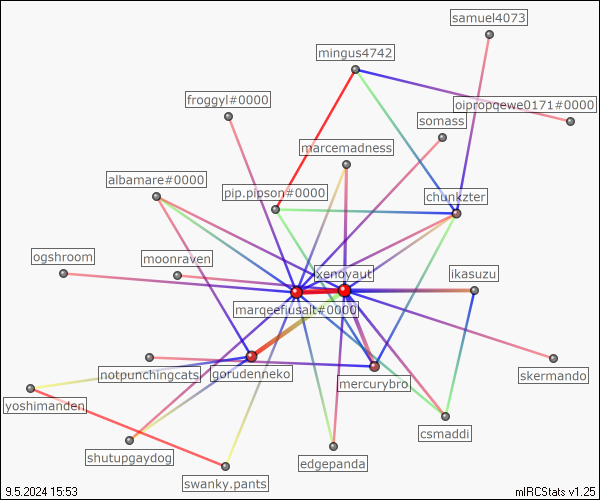 samuel4073
mingus4742
froggyl#0000
oipropqewe0171#0000
somass
marcemadness
albamare#0000
pip.pipson#0000
chunkzter
ogshroom
moonraven
xenoyaut
ikasuzu
marqeefusalt#0000
notpunchingcats
gorudenneko
mercurybro
skermando
yoshimanden
csmaddi
shutupgaydog
edgepanda
swanky.pants
9.5.2024 15:53
mIRCStats v1.25